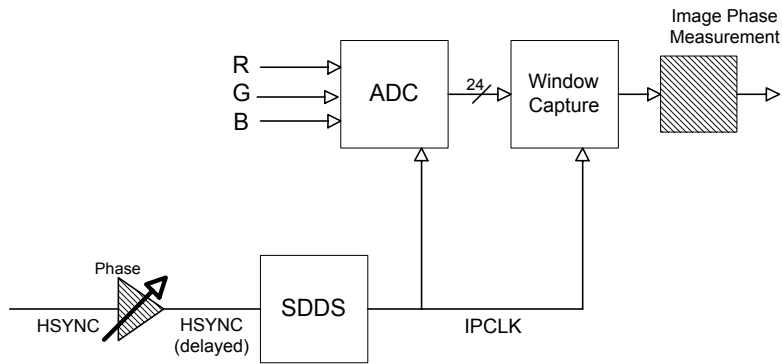 Image Phase
Measurement
R
G
B
ADC
24
Window
Capture
Phase
HSYNC
HSYNC
(delayed)
SDDS
IPCLK